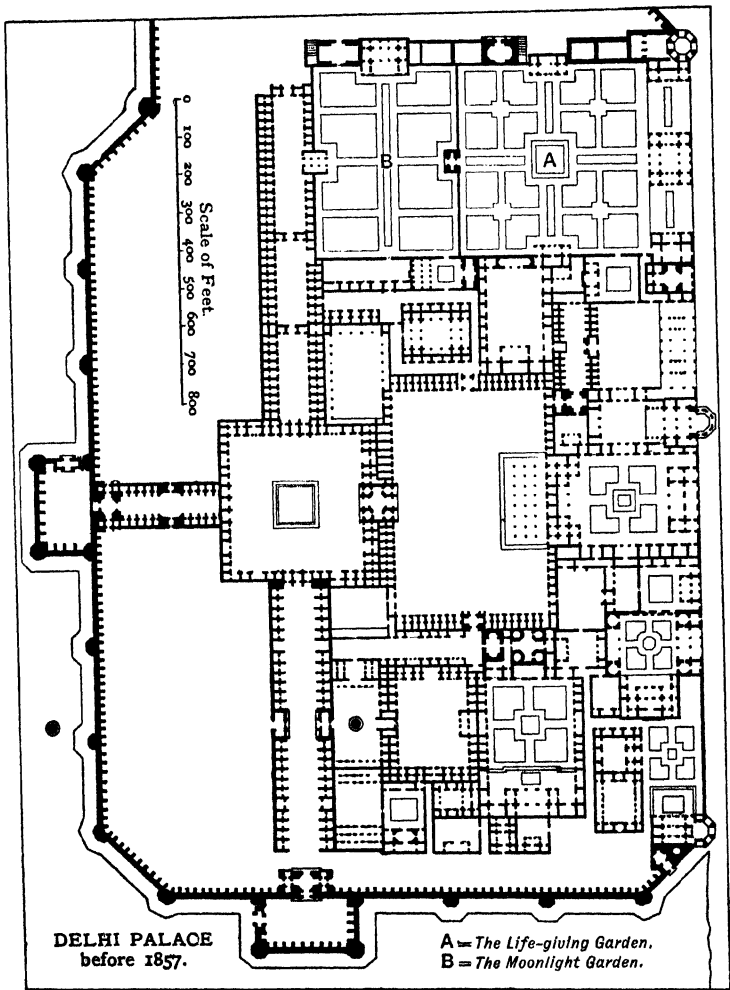 A
B
0 100 200 300 400 500 600 700 800
Scale of Feet.
DELHI PALACE
before 1857.
A = The Life-giving Garden.
B = The Moonlight Garden.